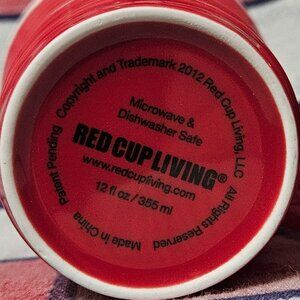 Copyright and Trademark 2012 Red Cup Living, LLC All Rights Reserved
Microwave &
Dishwasher Safe
RED CUP LIVING®
www.redcupliving.com
12 fl oz / 355 ml
Patent Pending
Made in China